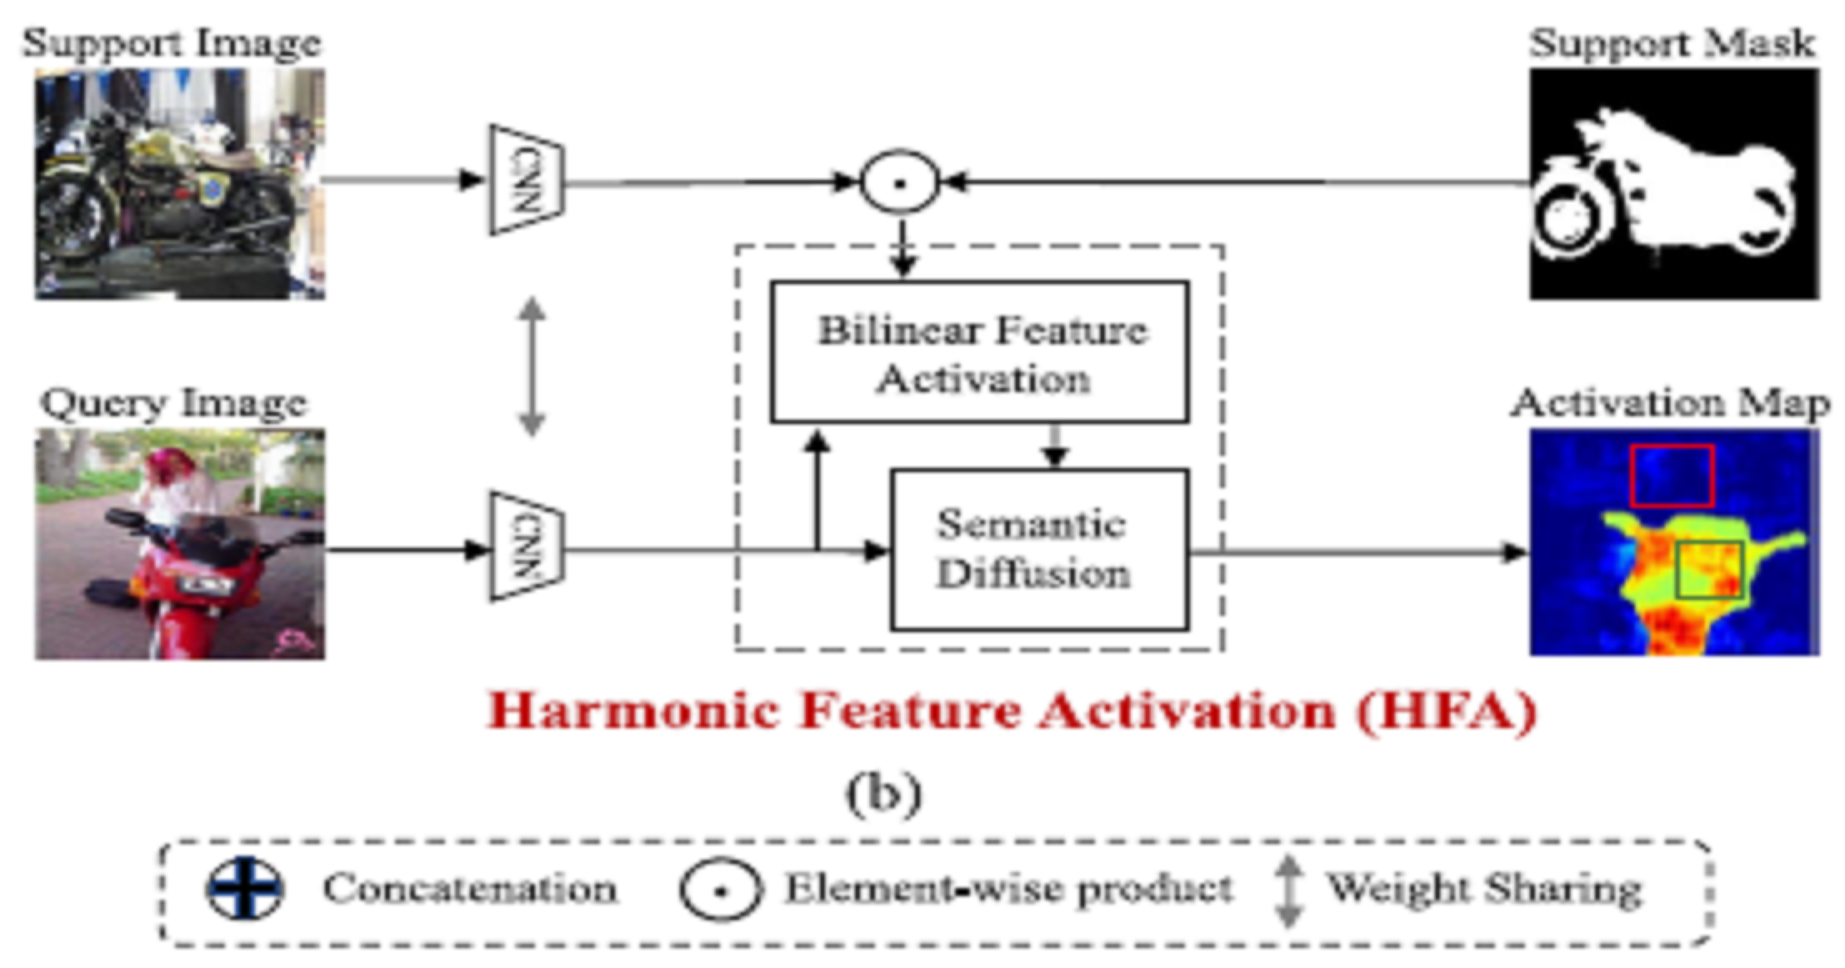 Support Image
Support Mask
CNN
Bilinear Feature
Activation
Query Image
Activation Map
CNN
Semantic
Diffusion
Harmonic Feature Activation (HFA)
(b)
Concatenation
Element-wise product
Weight Sharing